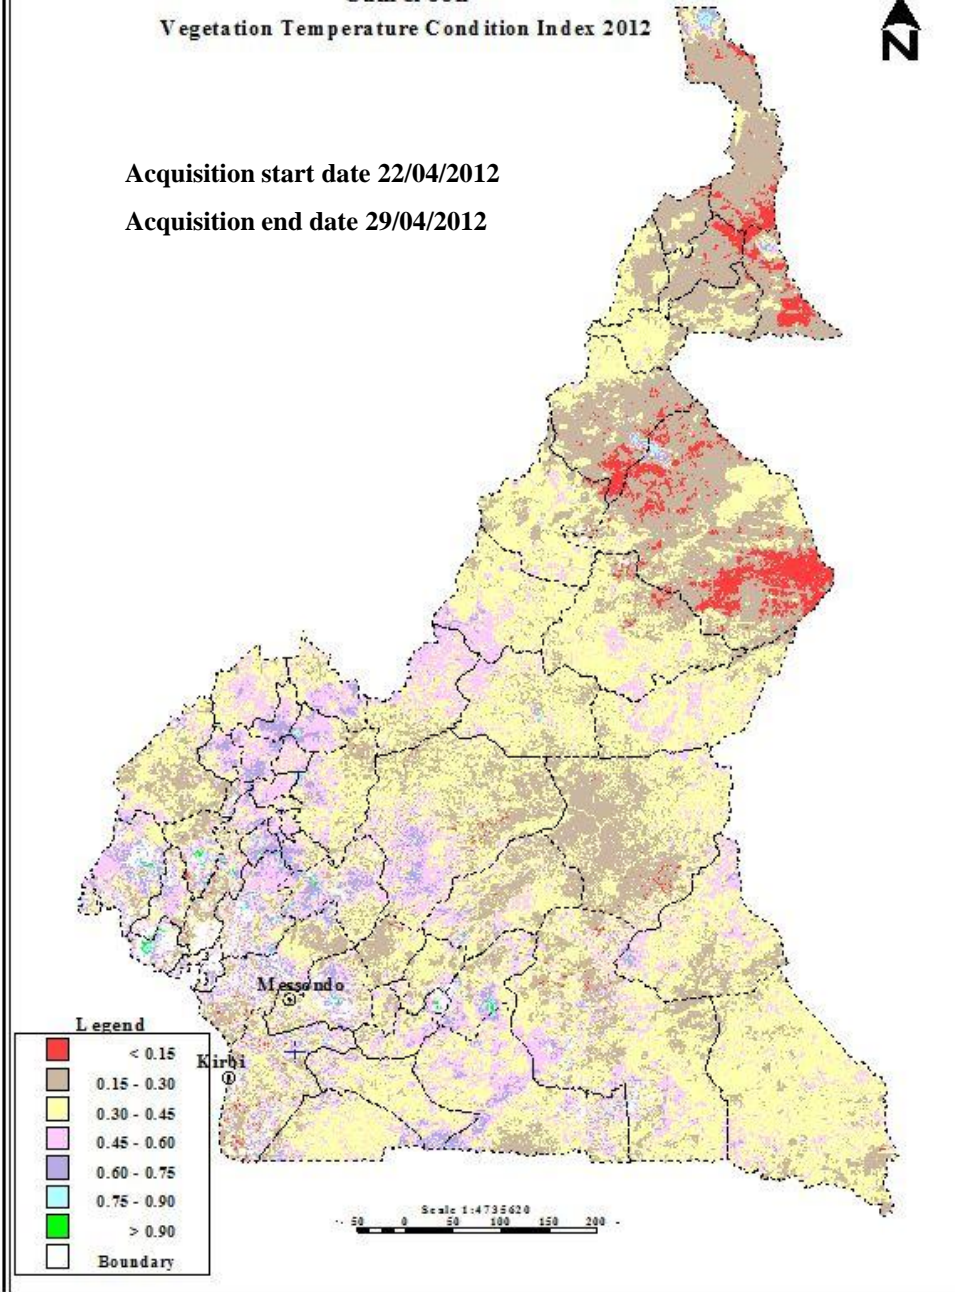 Vegetation Temperature Condition Index 2012
N
Acquisition start date 22/04/2012
Acquisition end date 29/04/2012
Messondo
Kirbi
Legend
< 0.15
0.15 - 0.30
0.30 - 0.45
0.45 - 0.60
0.60 - 0.75
0.75 - 0.90
> 0.90
Boundary
Scale 1:4735620
50 0 50 100 150 200